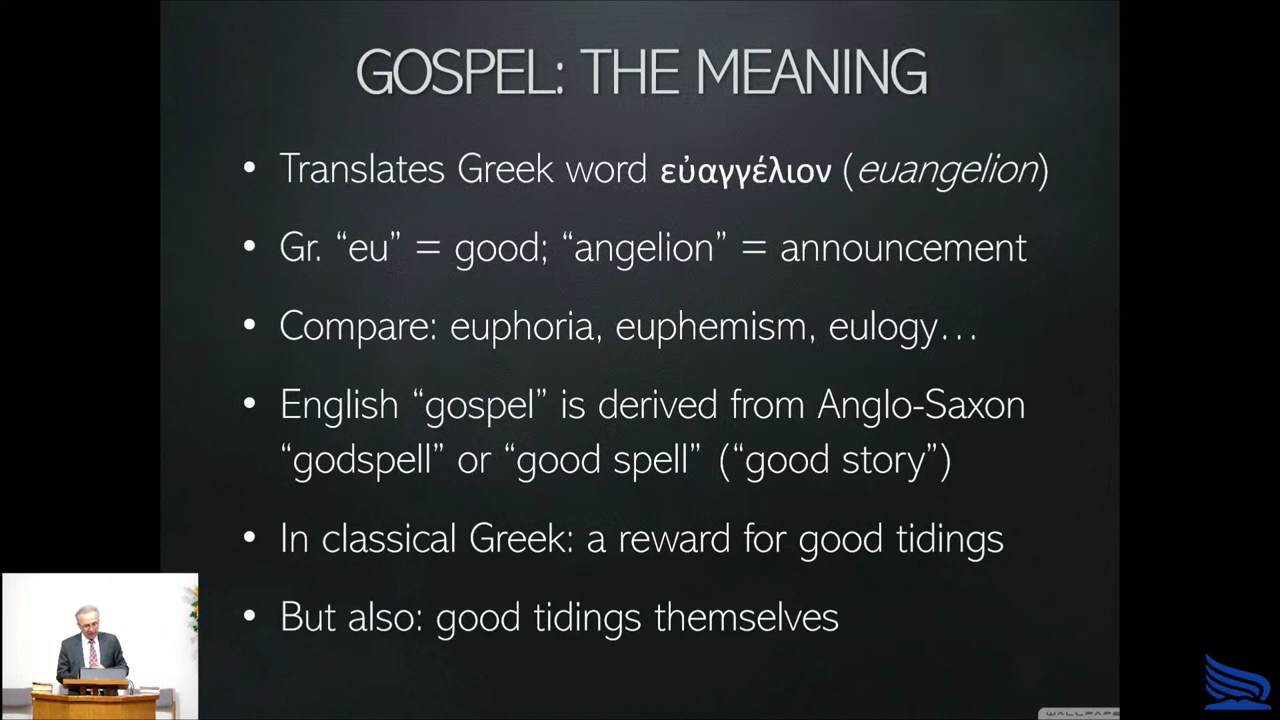 GOSPEL: THE MEANING
• Translates Greek word εὐαγγέλιον (euangelion)
• Gr. “eu” = good; “angelion” = announcement
• Compare: euphoria, euphemism, eulogy…
• English “gospel” is derived from Anglo-Saxon
“godspell” or “good spell” (“good story”)
• In classical Greek: a reward for good tidings
• But also: good tidings themselves